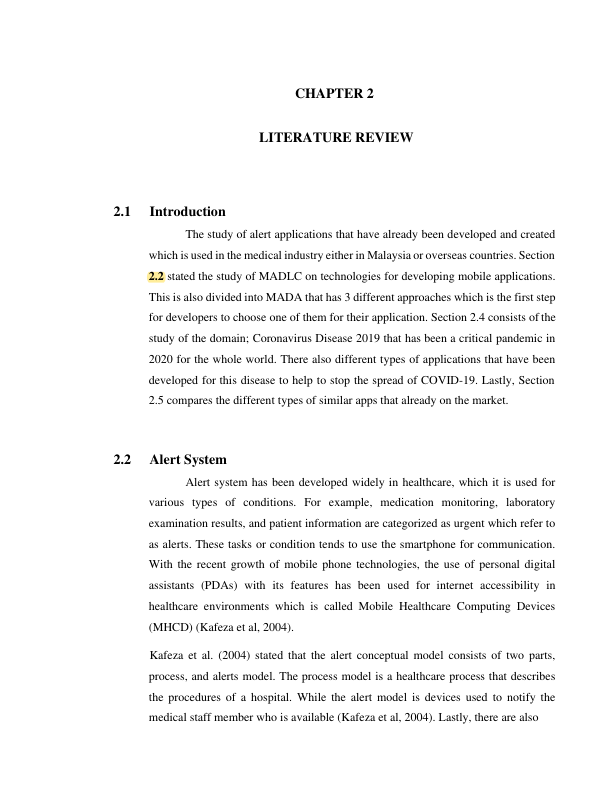 CHAPTER 2
LITERATURE REVIEW
2.1 Introduction
The study of alert applications that have already been developed and created
which is used in the medical industry either in Malaysia or overseas countries. Section
2.2 stated the study of MADLC on technologies for developing mobile applications.
This is also divided into MADA that has 3 different approaches which is the first step
for developers to choose one of them for their application. Section 2.4 consists of the
study of the domain; Coronavirus Disease 2019 that has been a critical pandemic in
2020 for the whole world. There also different types of applications that have been
developed for this disease to help to stop the spread of COVID-19. Lastly, Section
2.5 compares the different types of similar apps that already on the market.
2.2 Alert System
Alert system has been developed widely in healthcare, which it is used for
various types of conditions. For example, medication monitoring, laboratory
examination results, and patient information are categorized as urgent which refer to
as alerts. These tasks or condition tends to use the smartphone for communication.
With the recent growth of mobile phone technologies, the use of personal digital
assistants (PDAs) with its features has been used for internet accessibility in
healthcare environments which is called Mobile Healthcare Computing Devices
(MHCD) (Kafeza et al, 2004).
Kafeza et al. (2004) stated that the alert conceptual model consists of two parts,
process, and alerts model. The process model is a healthcare process that describes
the procedures of a hospital. While the alert model is devices used to notify the
medical staff member who is available (Kafeza et al, 2004). Lastly, there are also